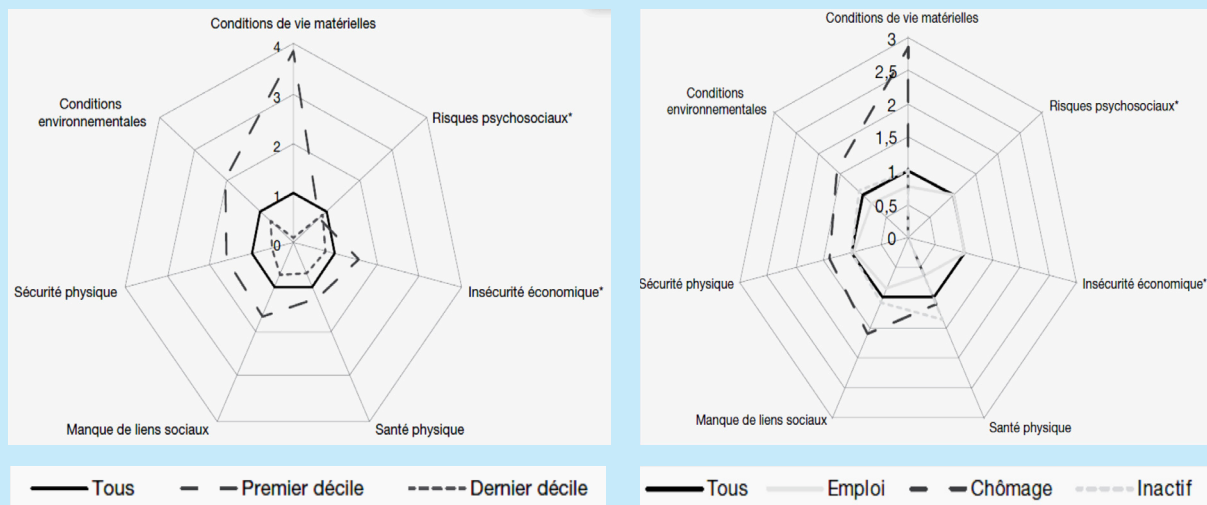 Conditions de vie matérielles
4
3
2
1
0
Conditions
environnementales
Risques psychosociaux*
Sécurité physique
Insécurité économique*
Manque de liens sociaux
Santé physique
Tous
Premier décile
Dernier décile
Conditions de vie matérielles
3
2,5
2
1,5
1
0,5
0
Conditions
environnementales
Risques psychosociaux*
Sécurité physique
Insécurité économique*
Manque de liens sociaux
Santé physique
Tous
Emploi
Chômage
Inactif